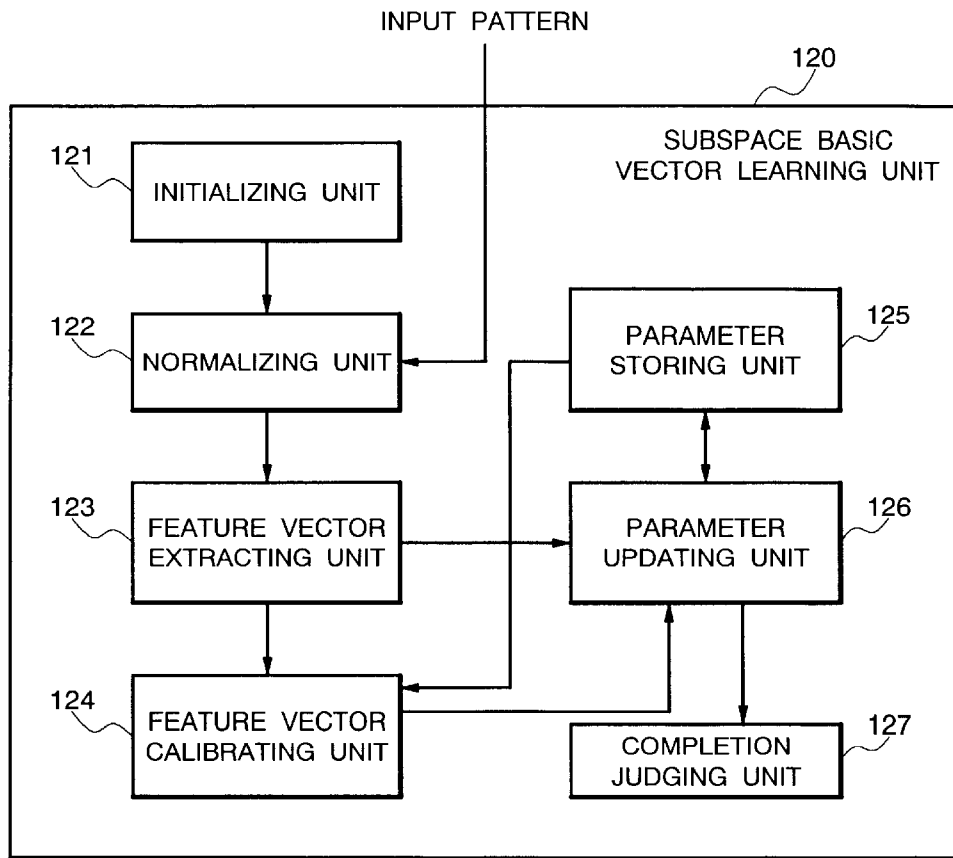 INPUT PATTERN
120
SUBSPACE BASIC
VECTOR LEARNING UNIT
121
INITIALIZING UNIT
122
NORMALIZING UNIT
125
PARAMETER
STORING UNIT
123
FEATURE VECTOR
EXTRACTING UNIT
126
PARAMETER
UPDATING UNIT
124
FEATURE VECTOR
CALIBRATING UNIT
127
COMPLETION
JUDGING UNIT